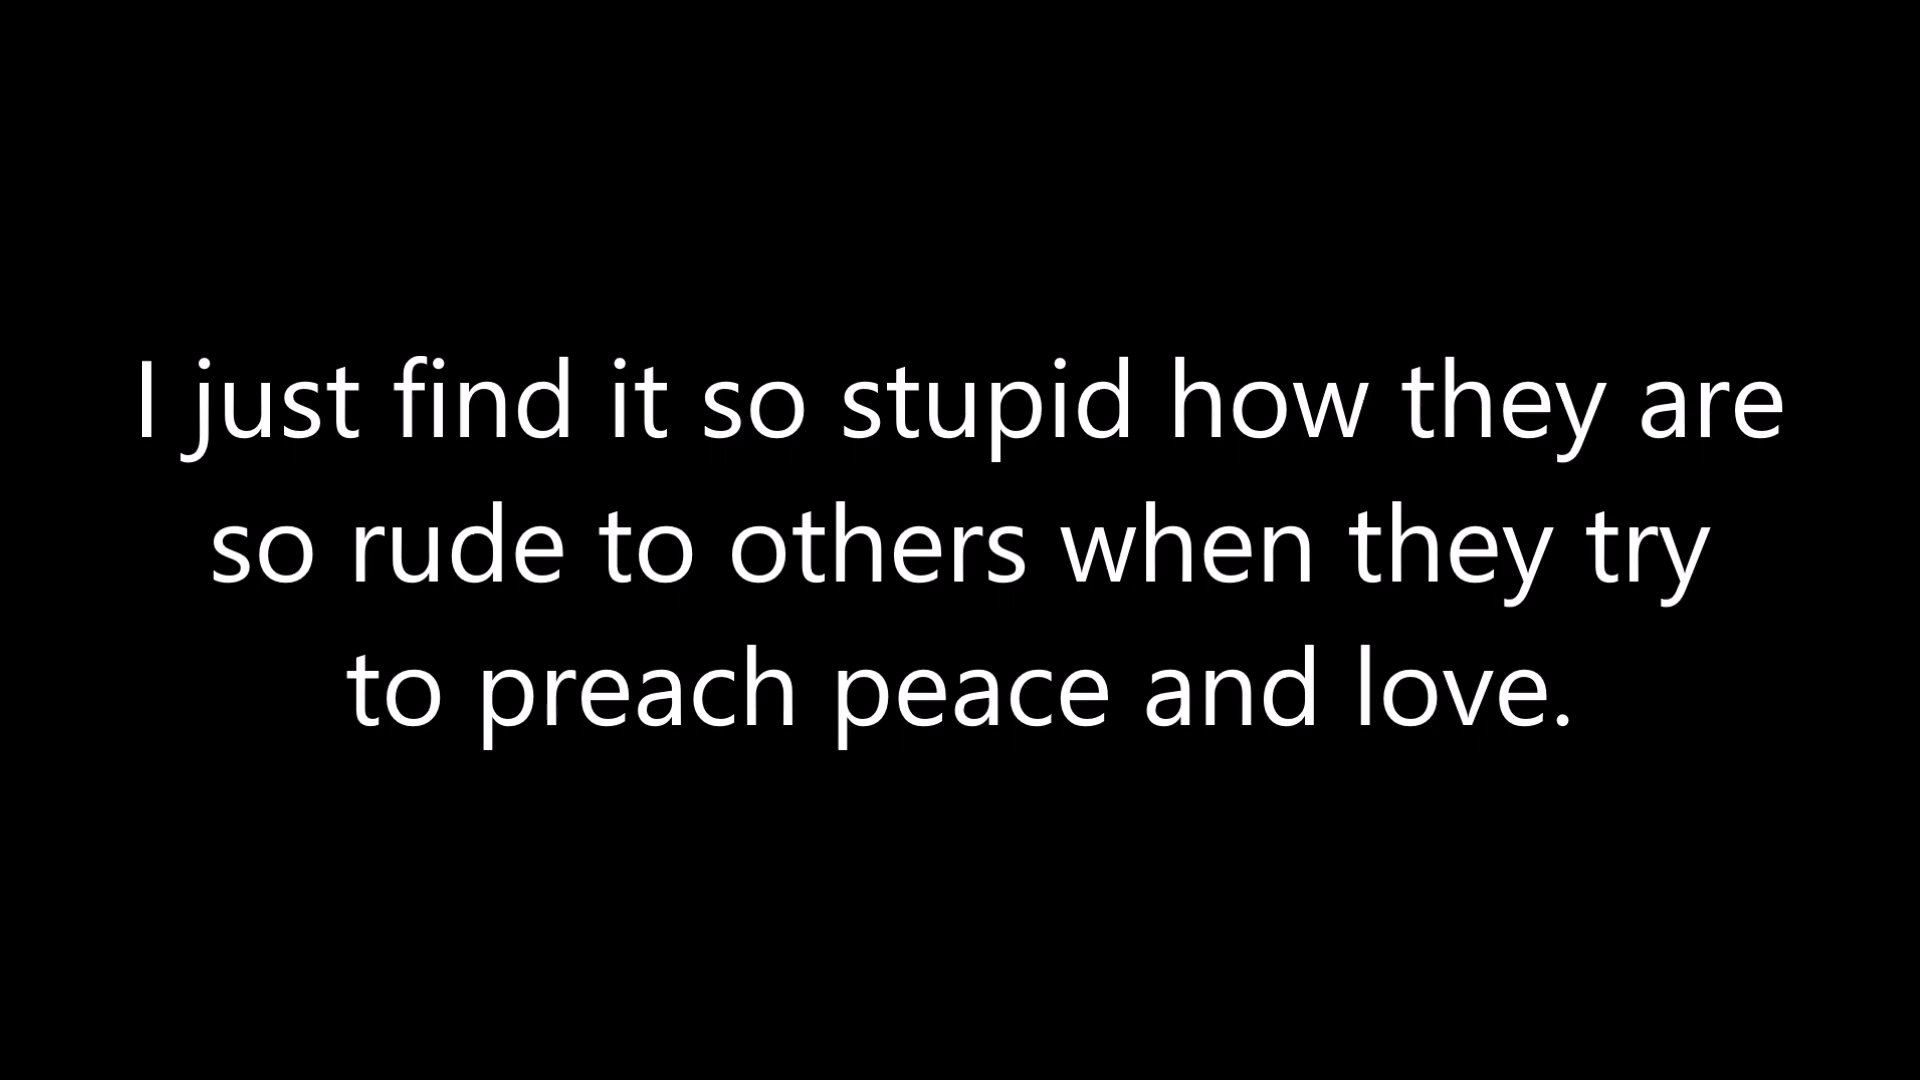 I just find it so stupid how they are
so rude to others when they try
to preach peace and love.